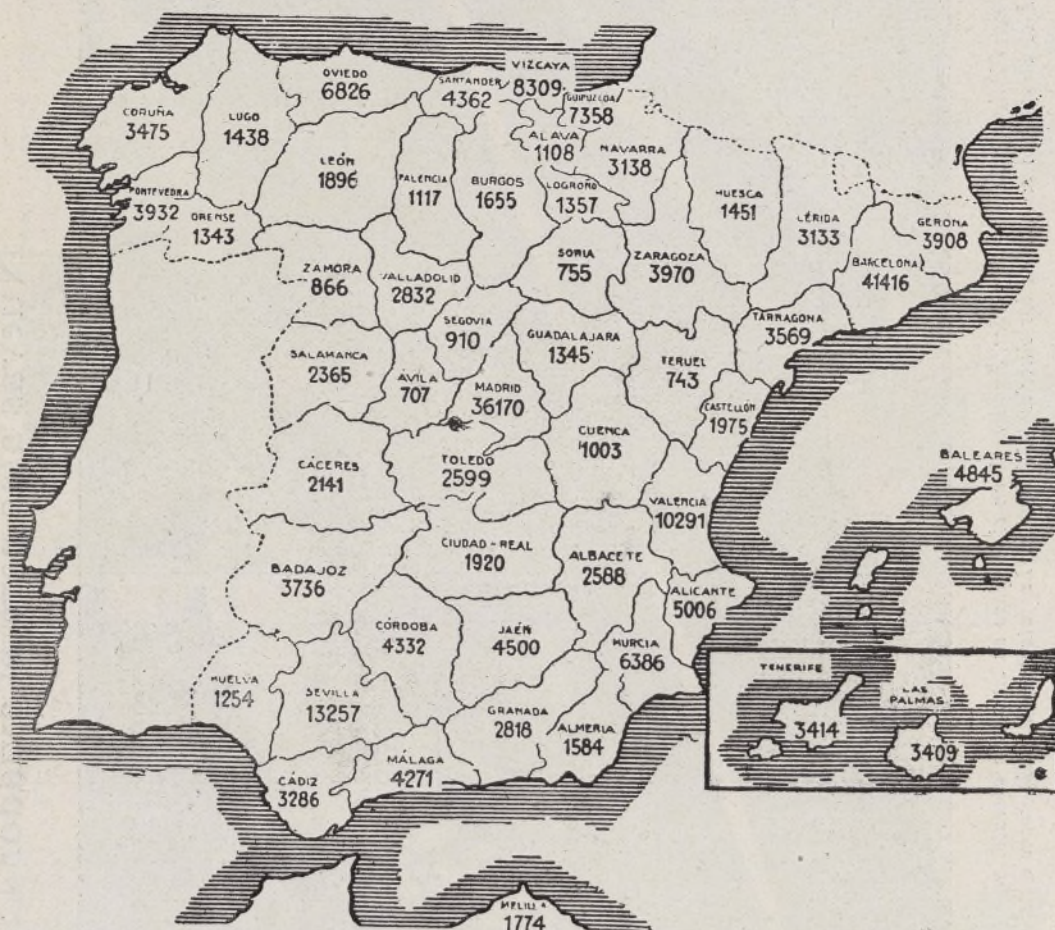 VIZCAYA
8309
OVIEDO
6826
SANTANDER
4362
GUIPUZCOA
7358
CORUÑA
3475
LUGO
1438
ALAVA
1108
NAVARRA
3138
LEÓN
1896
PALENCIA
1117
BURGOS
1655
LOGROÑO
1357
HUESCA
1451
PONTEVEDRA
3932
ORENSE
1343
LÉRIDA
3133
GERONA
3908
BARCELONA
41416
ZAMORA
866
VALLADOLID
2832
SORIA
755
ZARAGOZA
3970
TARRAGONA
3569
SEGOVIA
910
GUADALAJARA
1345
SALAMANCA
2365
ÁVILA
707
MADRID
36170
TERUEL
743
CASTELLÓN
1975
CUENCA
1003
CÁCERES
2141
TOLEDO
2599
BALEARES
4845
VALENCIA
10291
CIUDAD-REAL
1920
ALBACETE
2588
BADAJOZ
3736
ALICANTE
5006
CÓRDOBA
4332
JAÉN
4500
MURCIA
6386
HUELVA
1254
SEVILLA
13257
GRANADA
2818
ALMERIA
1584
TENERIFE
3414
LAS
PALMAS
3409
MÁLAGA
4271
CÁDIZ
3286
MELILLA
1774